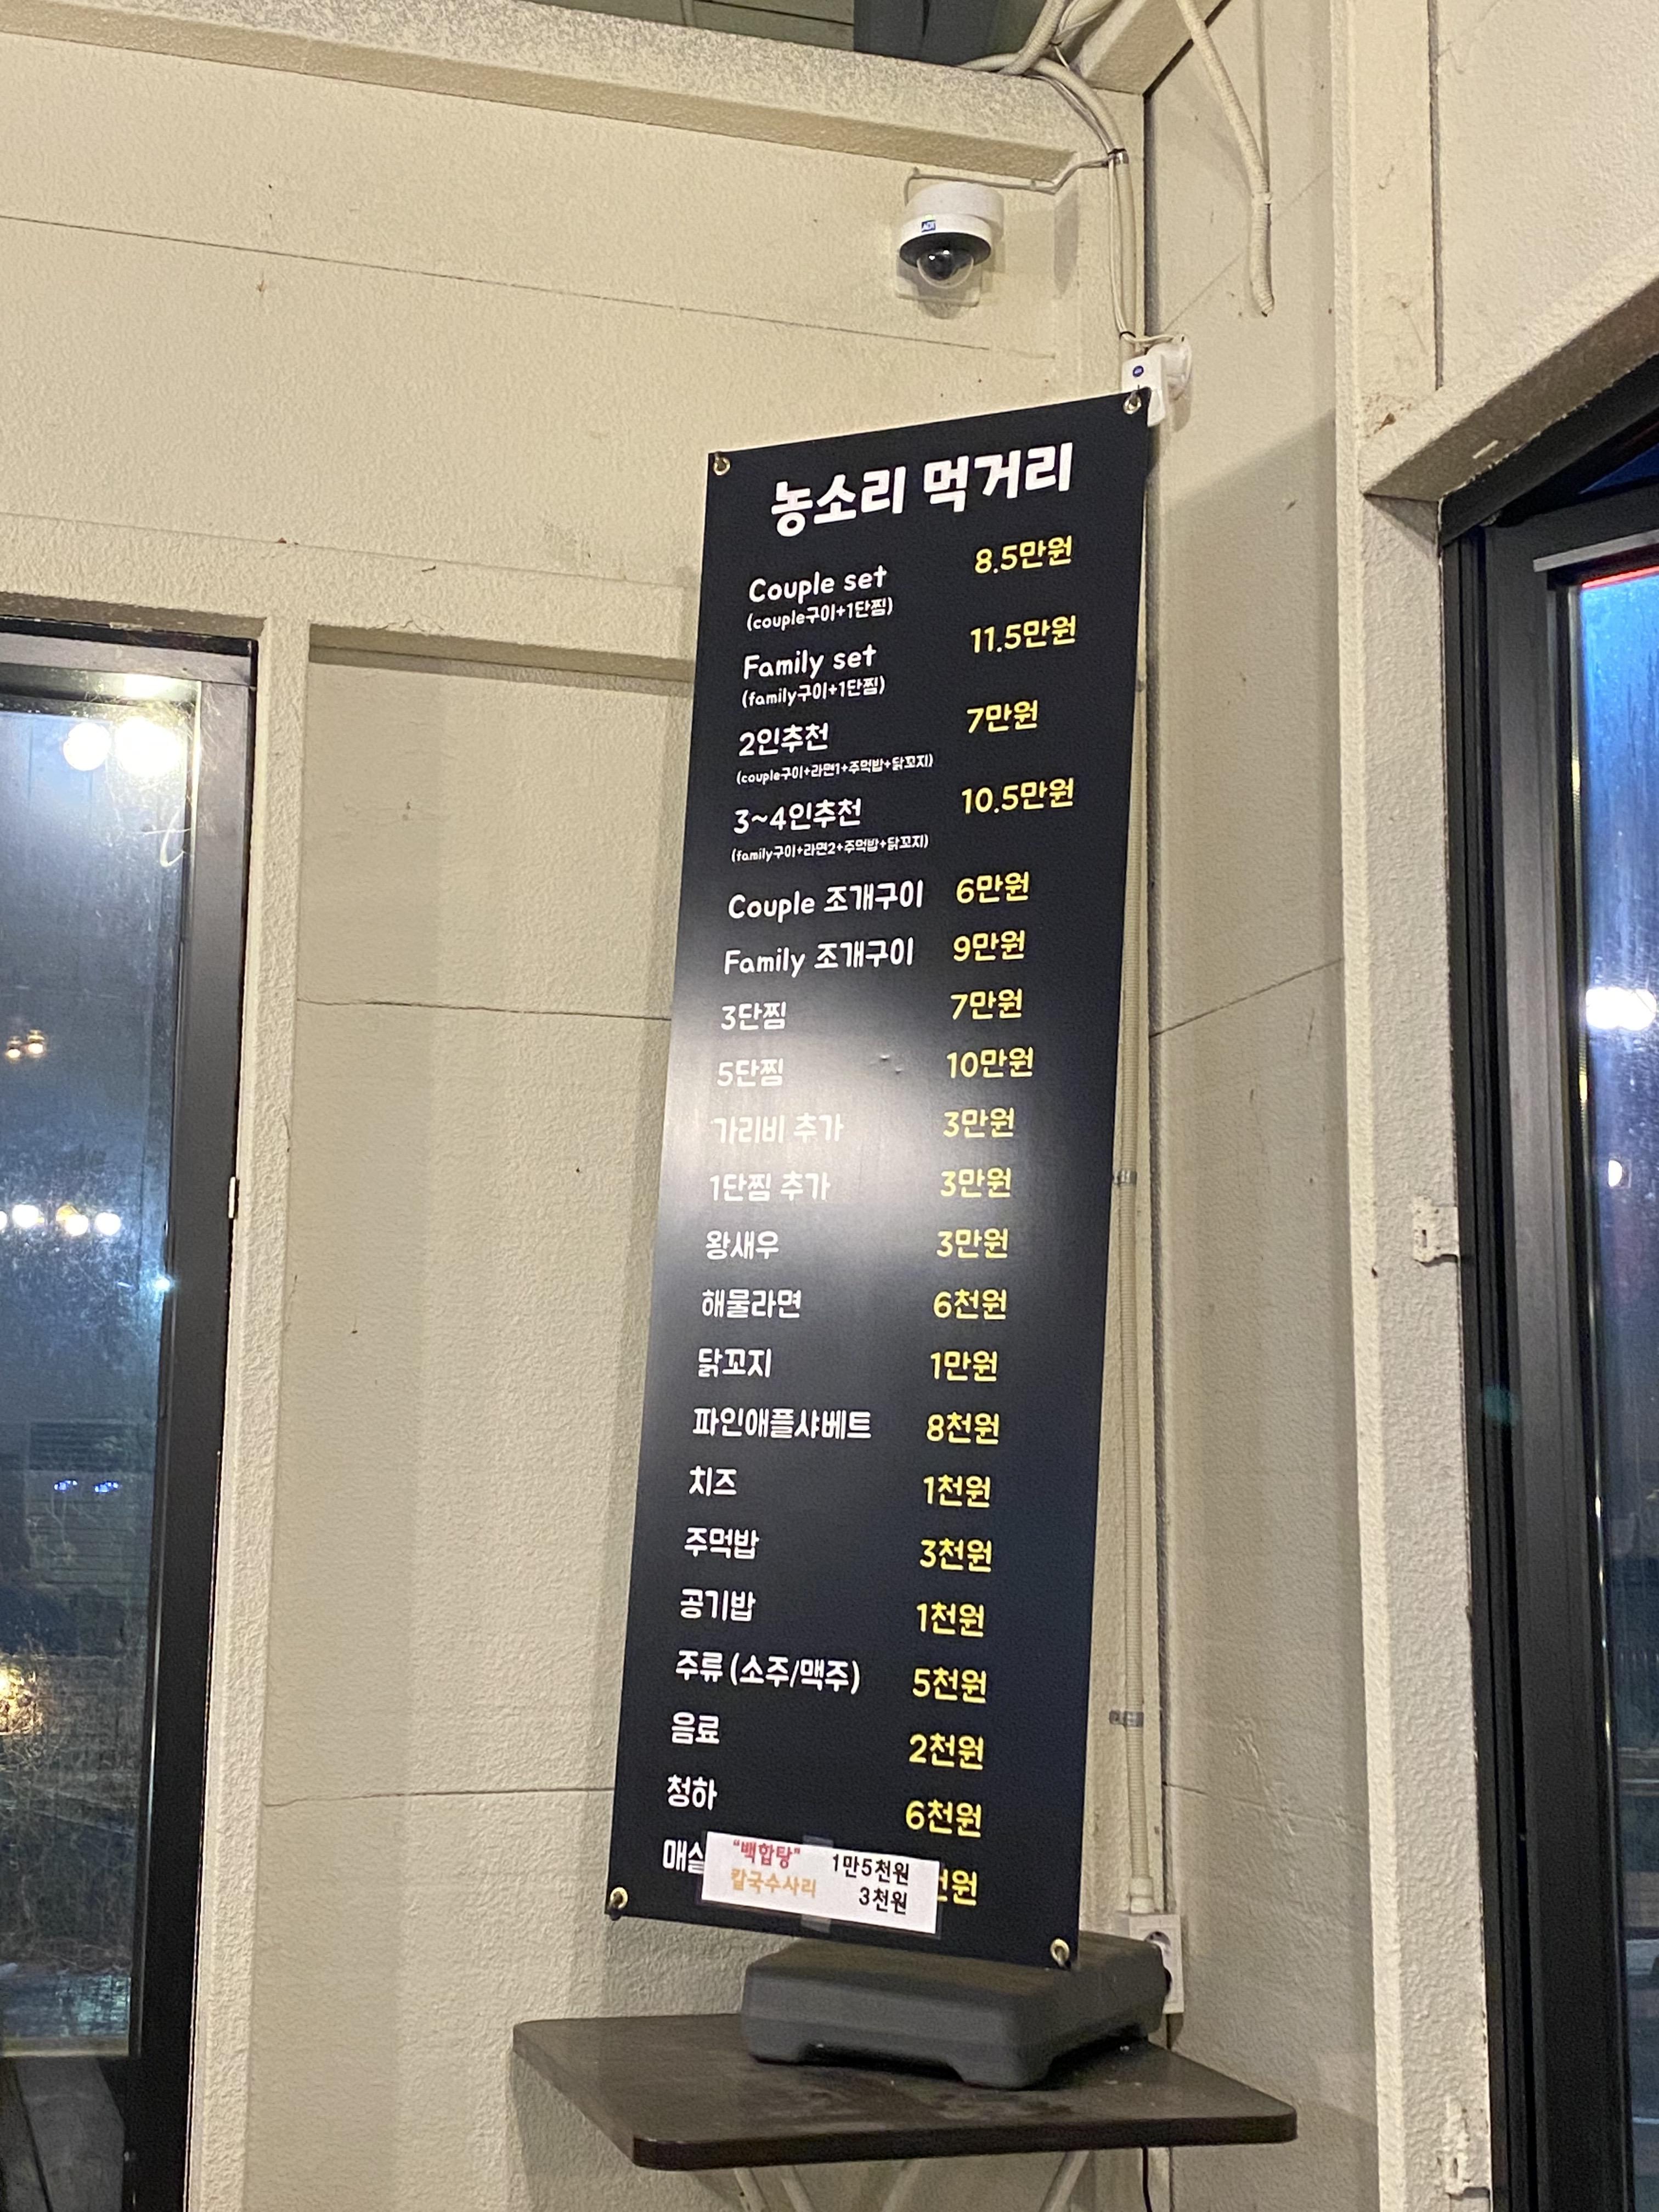 농소리 먹거리
Couple set 8.5만원
(couple구이+1단찜)
Family set 11.5만원
(family구이+1단찜)
2인추천 7만원
(couple구이+라면1+주먹밥+닭꼬지)
3~4인추천 10.5만원
(family구이+라면2+주먹밥+닭꼬지)
Couple 조개구이 6만원
Family 조개구이 9만원
3단찜 7만원
5단찜 10만원
가리비 추가 3만원
1단찜 추가 3만원
왕새우 3만원
해물라면 6천원
닭꼬지 1만원
파인애플샤베트 8천원
치즈 1천원
주먹밥 3천원
공기밥 1천원
주류 (소주/맥주) 5천원
음료 2천원
청하 6천원
"백합탕" 1만5천원
칼국수사리 3천원